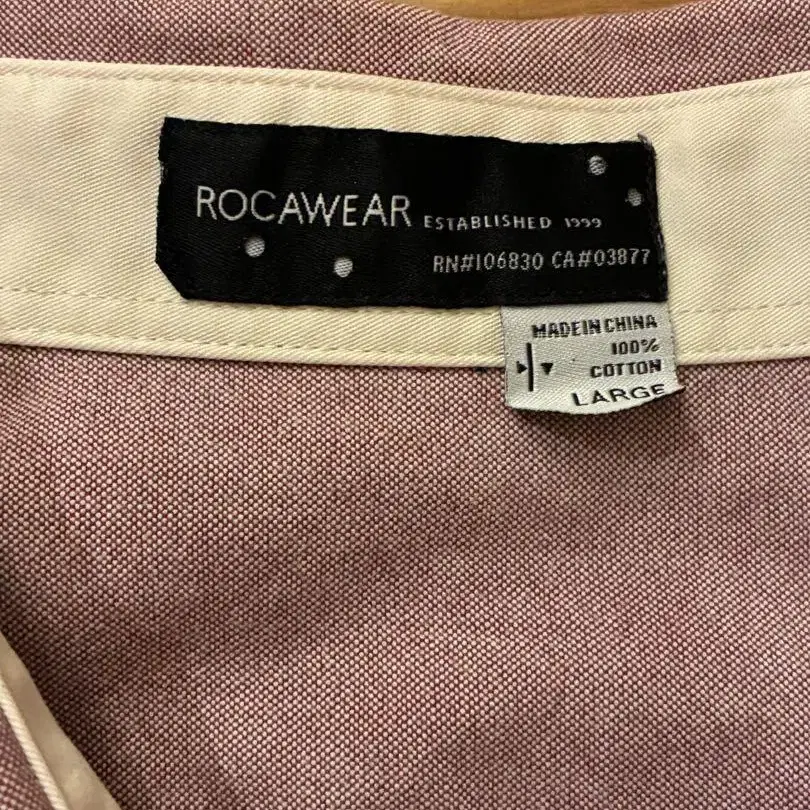 ROCAWEAR ESTABLISHED 1999
RN#106830 CA#03877
MADE IN CHINA
100%
COTTON
LARGE